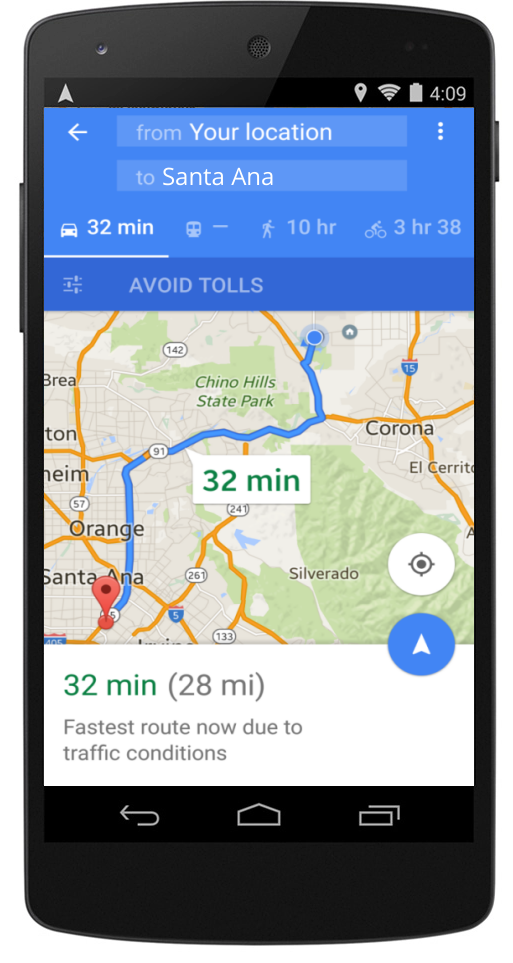 4:09
from Your location
to Santa Ana
32 min
—
10 hr
3 hr 38
AVOID TOLLS
142
15
Brea
Chino Hills
State Park
Corona
ton
91
El Cerrito
heim
32 min
57
241
Orange
Santa Ana
261
Silverado
5
133
405
32 min (28 mi)
Fastest route now due to
traffic conditions